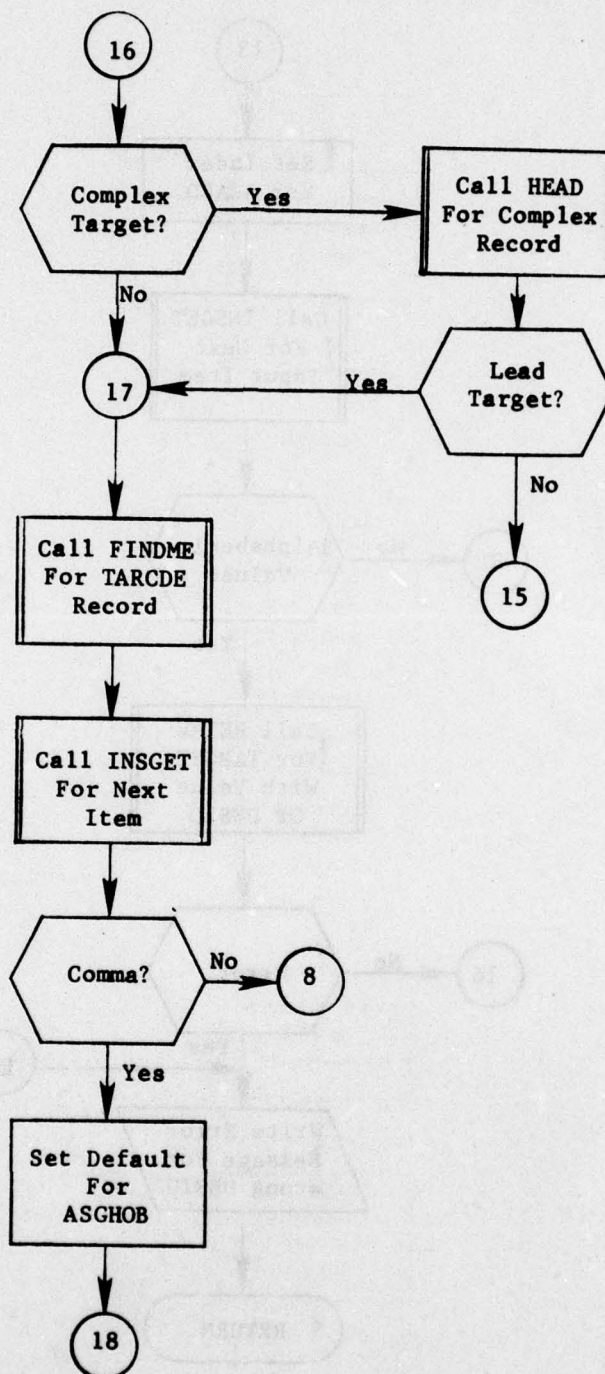 16
Complex
Target?
Yes
Call HEAD
For Complex
Record
No
17
Yes
Lead
Target?
No
15
Call FINDME
For TARCDE
Record
Call INSGET
For Next
Item
Comma?
No
8
Yes
Set Default
For
ASGHOB
18